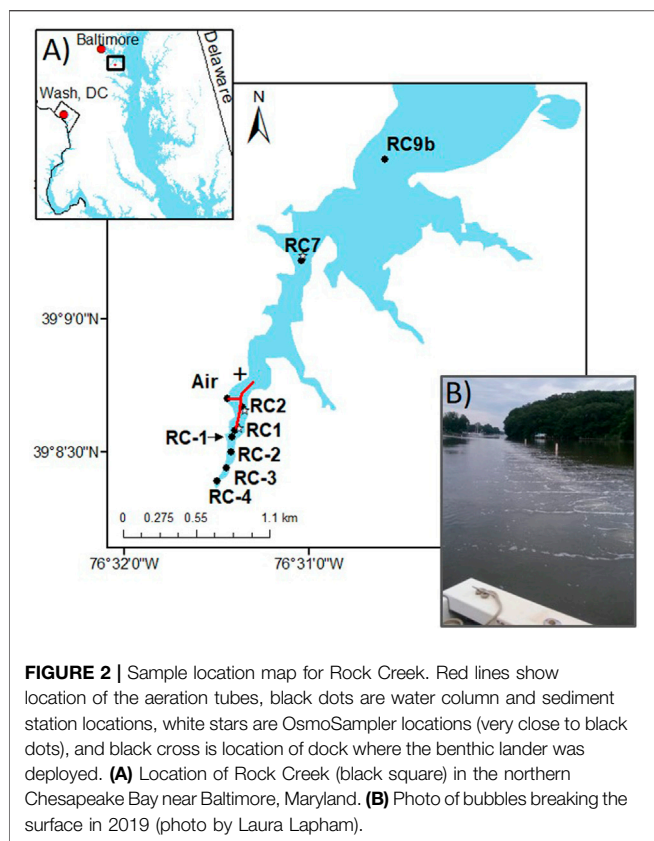 A)
Baltimore
Delaware
Wash, DC
N
RC9b
RC7
39°9'0"N
Air
RC2
RC-1
RC1
39°8'30"N
RC-2
RC-3
RC-4
0 0.275 0.55 1.1 km
76°32'0"W 76°31'0"W
B)
FIGURE 2 | Sample location map for Rock Creek. Red lines show
location of the aeration tubes, black dots are water column and sediment
station locations, white stars are OsmoSampler locations (very close to black
dots), and black cross is location of dock where the benthic lander was
deployed. (A) Location of Rock Creek (black square) in the northern
Chesapeake Bay near Baltimore, Maryland. (B) Photo of bubbles breaking the
surface in 2019 (photo by Laura Lapham).